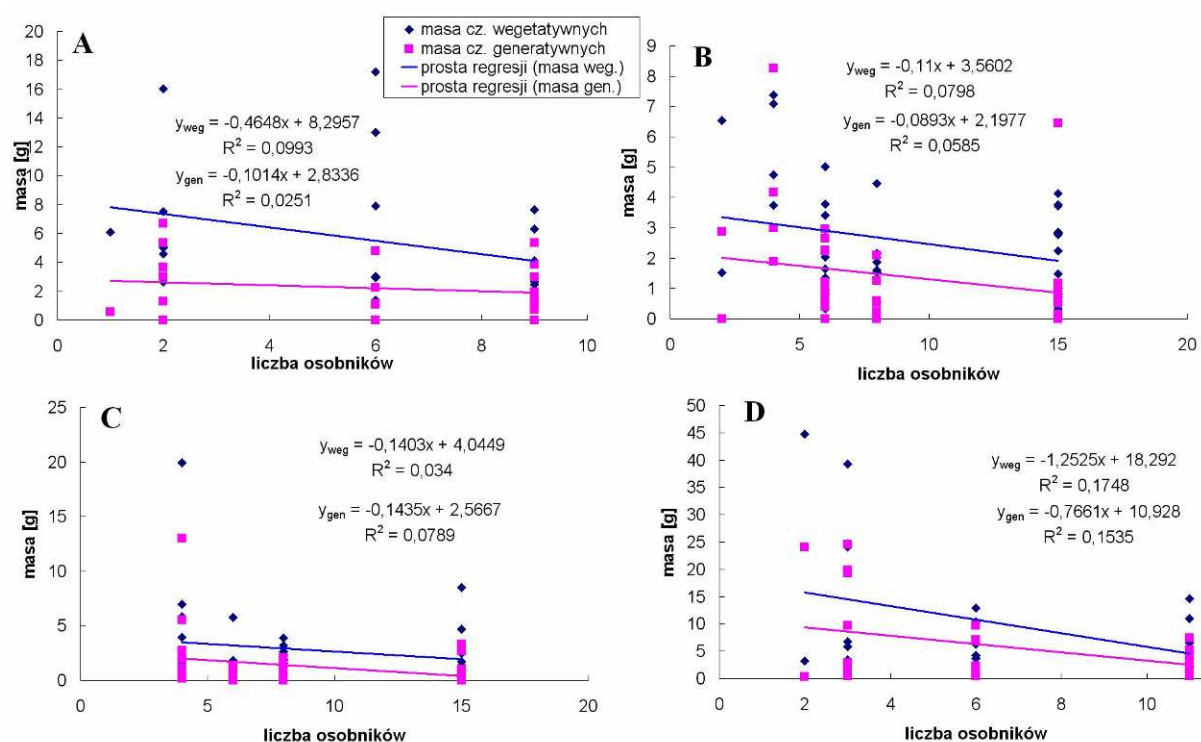 A
masa cz. wegetatywnych
masa cz. generatywnych
prosta regresji (masa weg.)
prosta regresji (masa gen.)
y_weg = -0,4648x + 8,2957
R² = 0,0993
y_gen = -0,1014x + 2,8336
R² = 0,0251
masa [g]
20
18
16
14
12
10
8
6
4
2
0
0 2 4 6 8 10
liczba osobników
B
y_weg = -0,11x + 3,5602
R² = 0,0798
y_gen = -0,0893x + 2,1977
R² = 0,0585
masa [g]
9
8
7
6
5
4
3
2
1
0
0 5 10 15 20
liczba osobników
C
y_weg = -0,1403x + 4,0449
R² = 0,034
y_gen = -0,1435x + 2,5667
R² = 0,0789
masa [g]
25
20
15
10
5
0
0 5 10 15 20
liczba osobników
D
y_weg = -1,2525x + 18,292
R² = 0,1748
y_gen = -0,7661x + 10,928
R² = 0,1535
masa [g]
50
45
40
35
30
25
20
15
10
5
0
0 2 4 6 8 10
liczba osobników